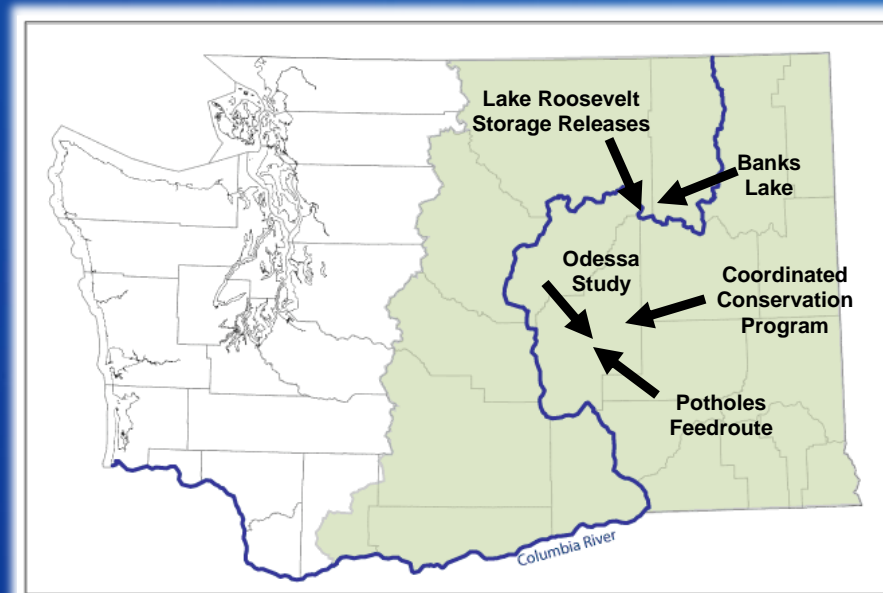 Lake Roosevelt
Storage Releases
Banks
Lake
Odessa
Study
Coordinated
Conservation
Program
Potholes
Feedroute
Columbia River